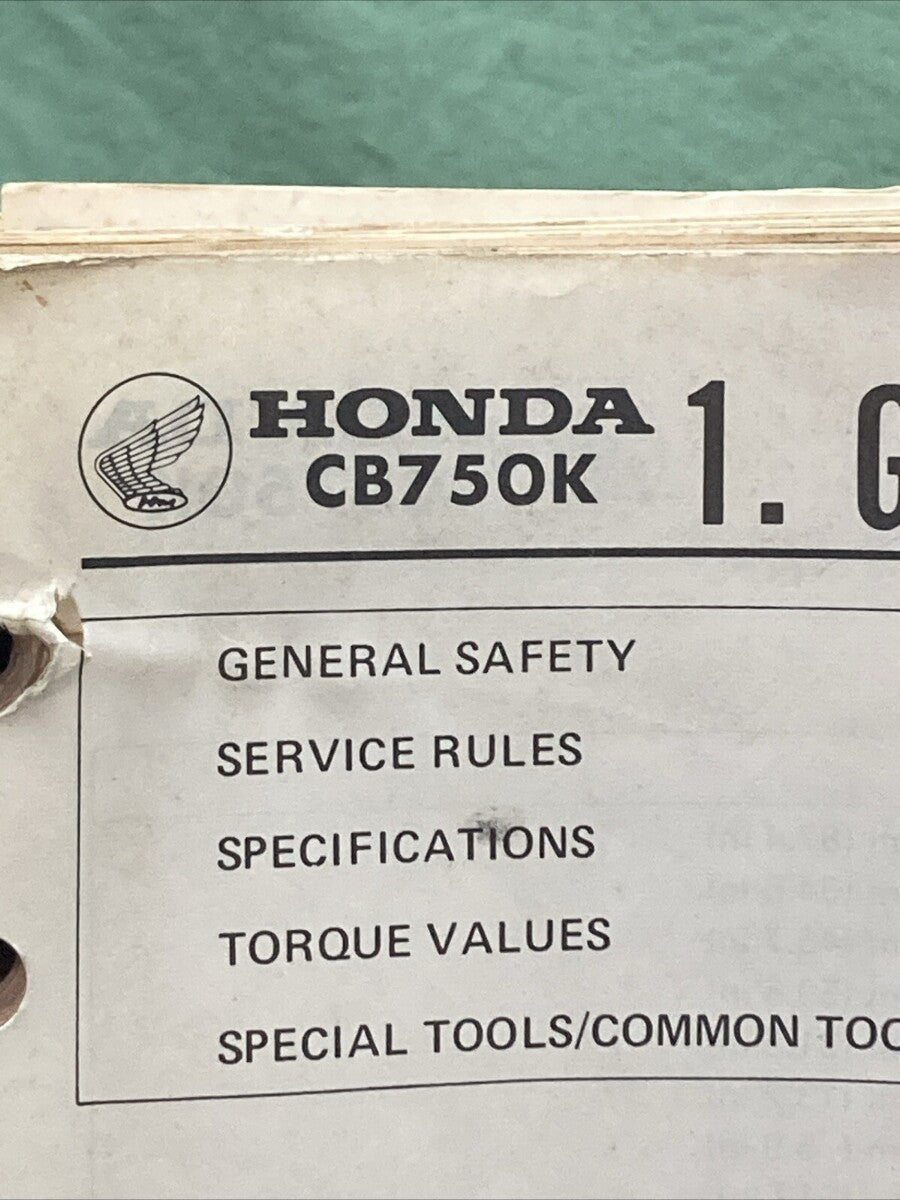 HONDA 1. G
CB750K
GENERAL SAFETY
SERVICE RULES
SPECIFICATIONS
TORQUE VALUES
SPECIAL TOOLS/COMMON TOO